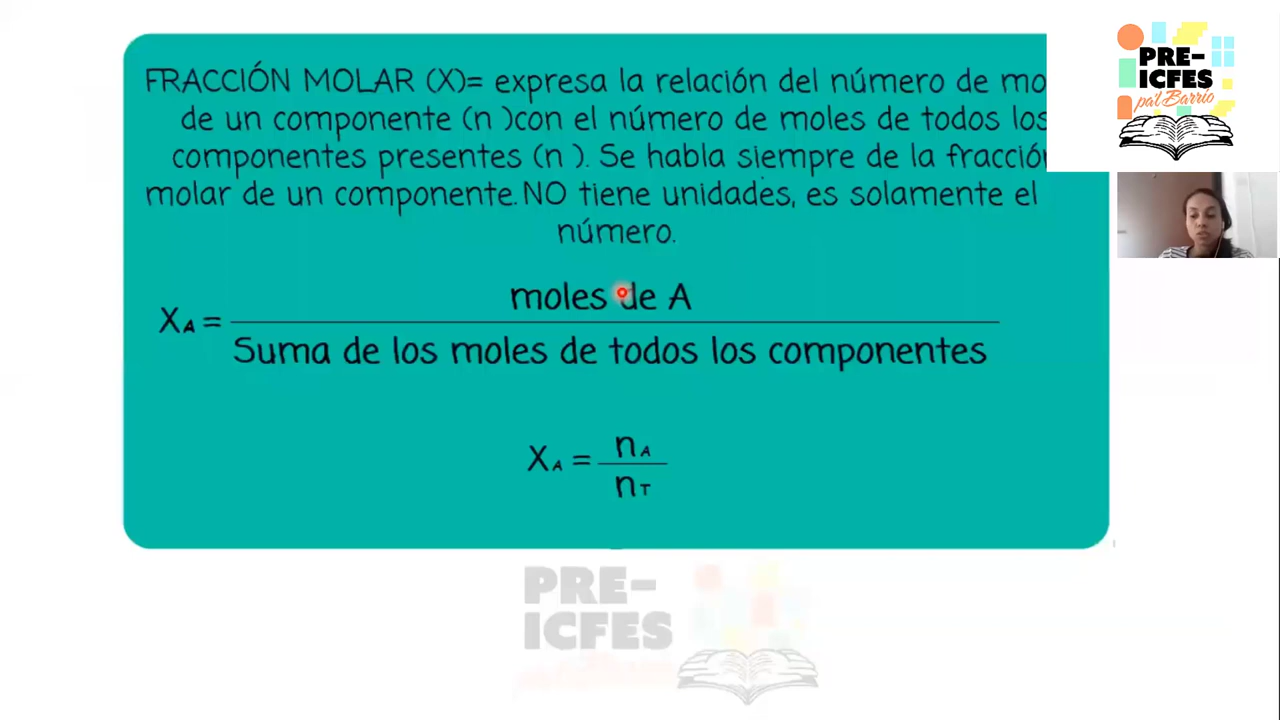 FRACCIÓN MOLAR (X)= expresa la relación del número de mo
de un componente (n )con el número de moles de todos los
componentes presentes (n ). Se habla siempre de la fracción
molar de un componente. NO tiene unidades, es solamente el
número.
XA = moles de A
Suma de los moles de todos los componentes
XA = nA
nT
PRE-
ICFES
pa'l Barrio
PRE-
ICFES